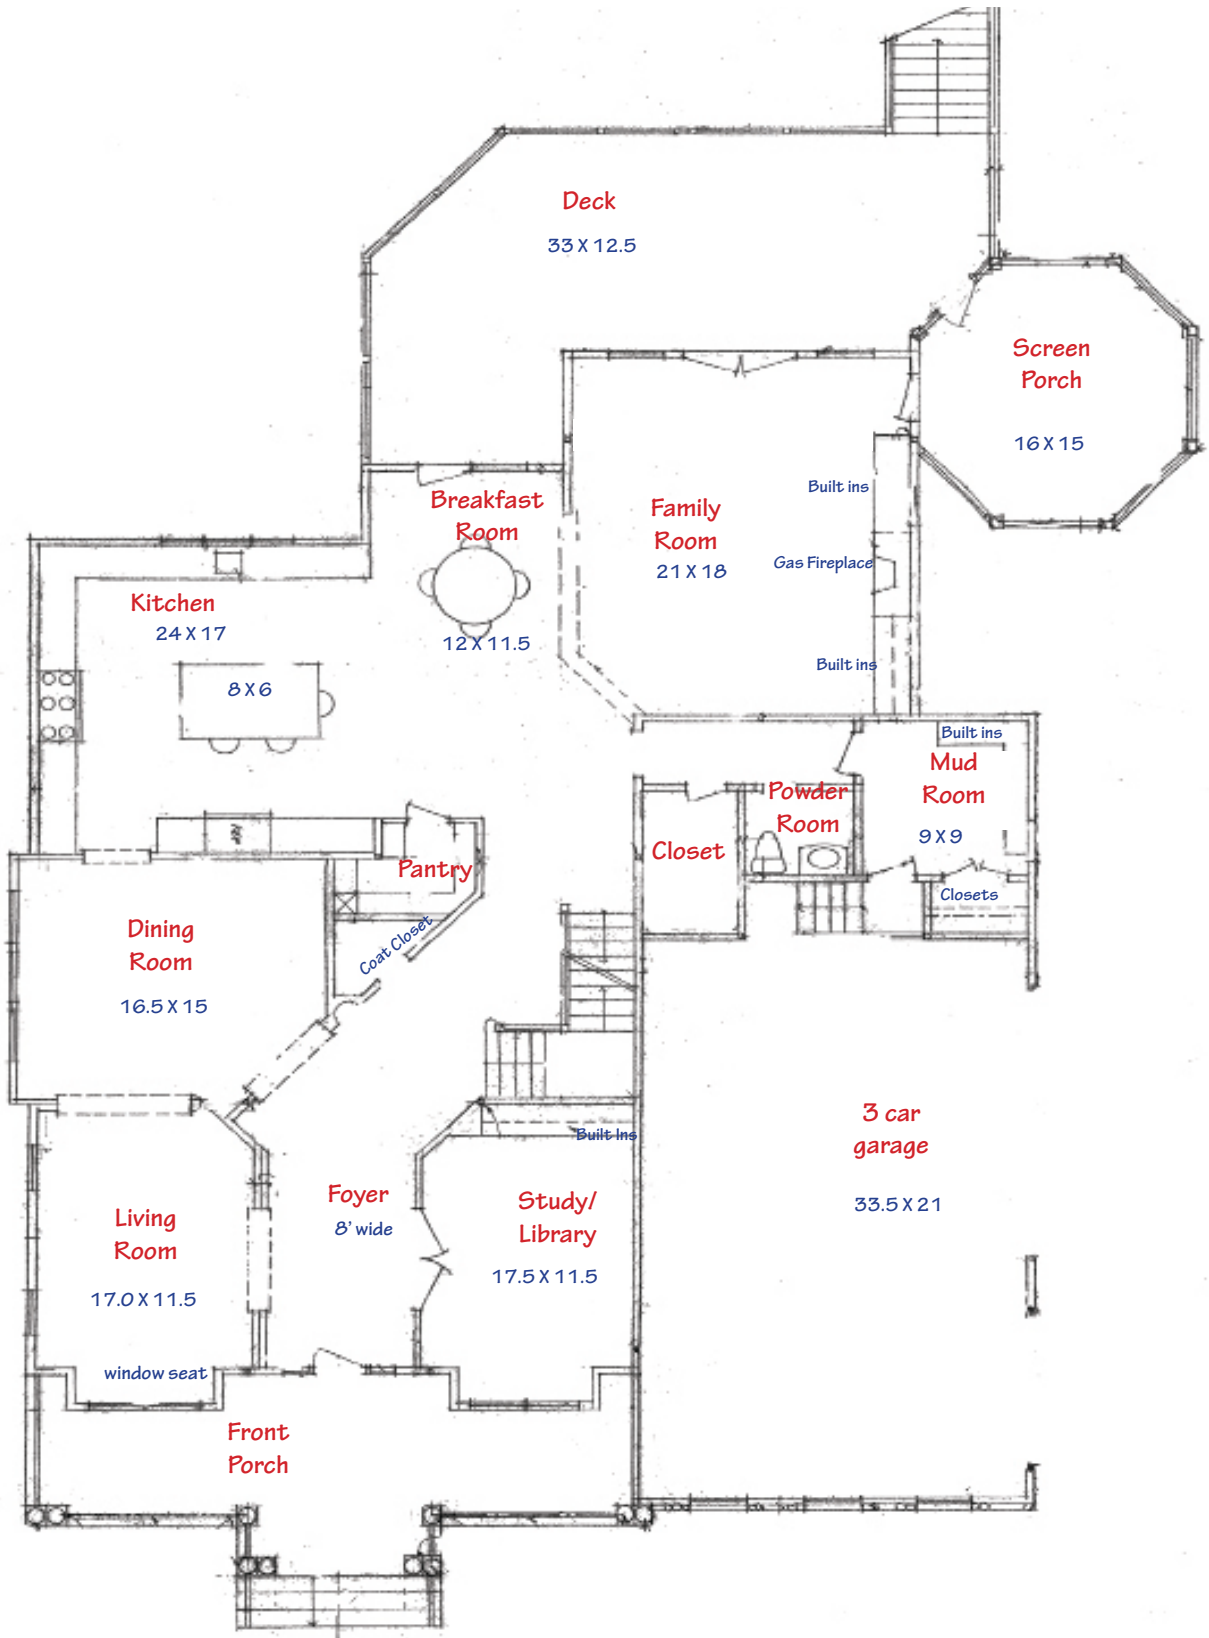 Deck
33 X 12.5
Screen
Porch
16 X 15
Built ins
Breakfast
Room
Family
Room
21 X 18
Gas Fireplace
Kitchen
24 X 17
12 X 11.5
Built ins
8 X 6
Built ins
Mud
Room
9 X 9
Powder
Room
Closet
Closets
REF
Pantry
Coat Closet
Dining
Room
16.5 X 15
3 car
garage
33.5 X 21
Built Ins
Foyer
8' wide
Study/
Library
17.5 X 11.5
Living
Room
17.0 X 11.5
window seat
Front
Porch